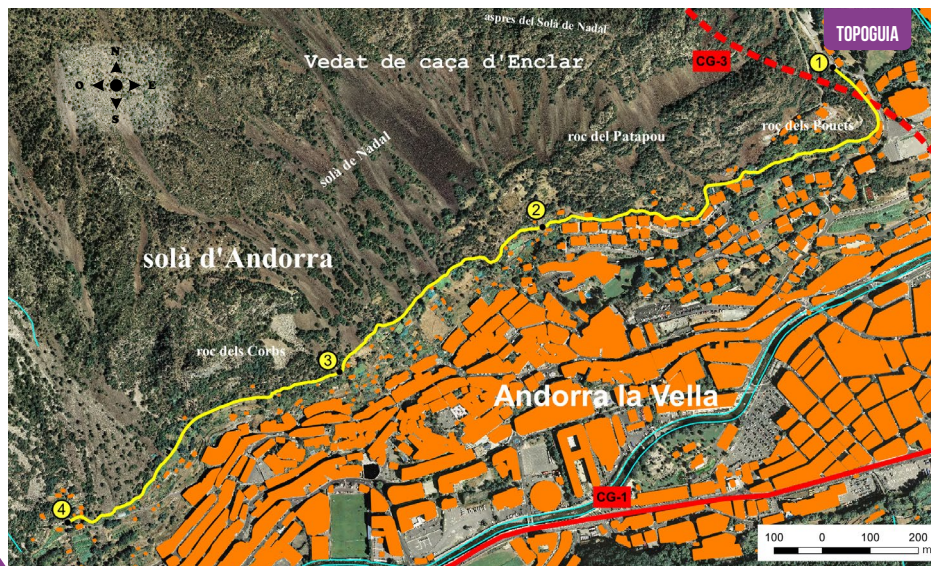 aspres del Solà de Nadal
TOPOGUIA
Vedat de caça d'Enclar
CG-3
1
N
O E
S
roc del Patapou
roc dels Pouets
solà de Nadal
2
solà d'Andorra
roc dels Corbs
3
Andorra la Vella
CG-1
4
100 0 100 200
m